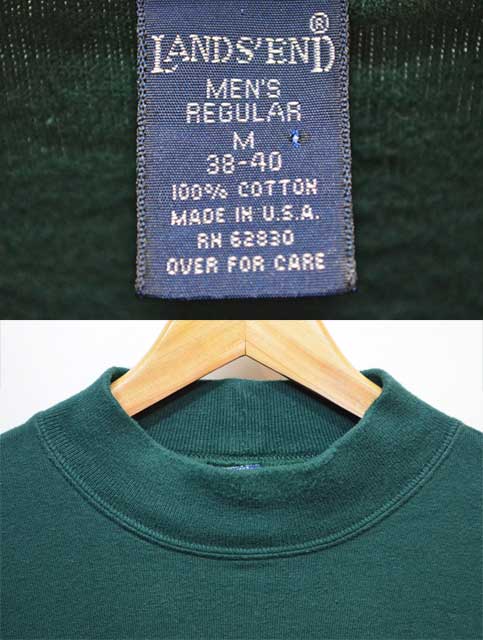 ®
LANDS' END
MEN'S
REGULAR
M
38-40
100% COTTON
MADE IN U.S.A.
RN 62830
OVER FOR CARE